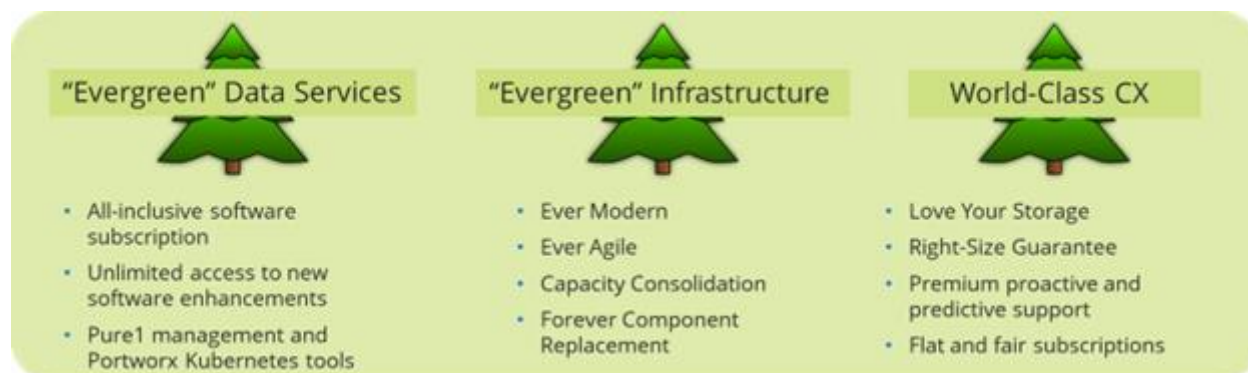 “Evergreen” Data Services
• All-inclusive software
subscription
• Unlimited access to new
software enhancements
• Pure1 management and
Portworx Kubernetes tools
“Evergreen” Infrastructure
• Ever Modern
• Ever Agile
• Capacity Consolidation
• Forever Component
Replacement
World-Class CX
• Love Your Storage
• Right-Size Guarantee
• Premium proactive and
predictive support
• Flat and fair subscriptions